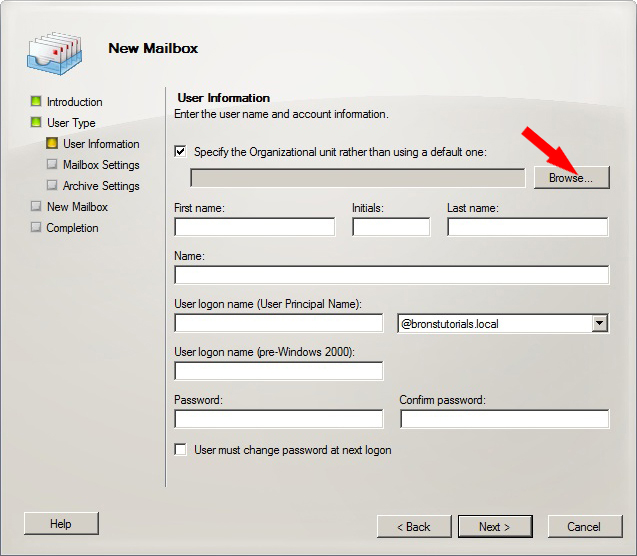 New Mailbox
Introduction
User Type
User Information
Mailbox Settings
Archive Settings
New Mailbox
Completion
User Information
Enter the user name and account information.
Specify the Organizational unit rather than using a default one:
Browse...
First name: Initials: Last name:
Name:
User logon name (User Principal Name):
@bronstutorials.local
User logon name (pre-Windows 2000):
Password: Confirm password:
User must change password at next logon
Help < Back Next > Cancel